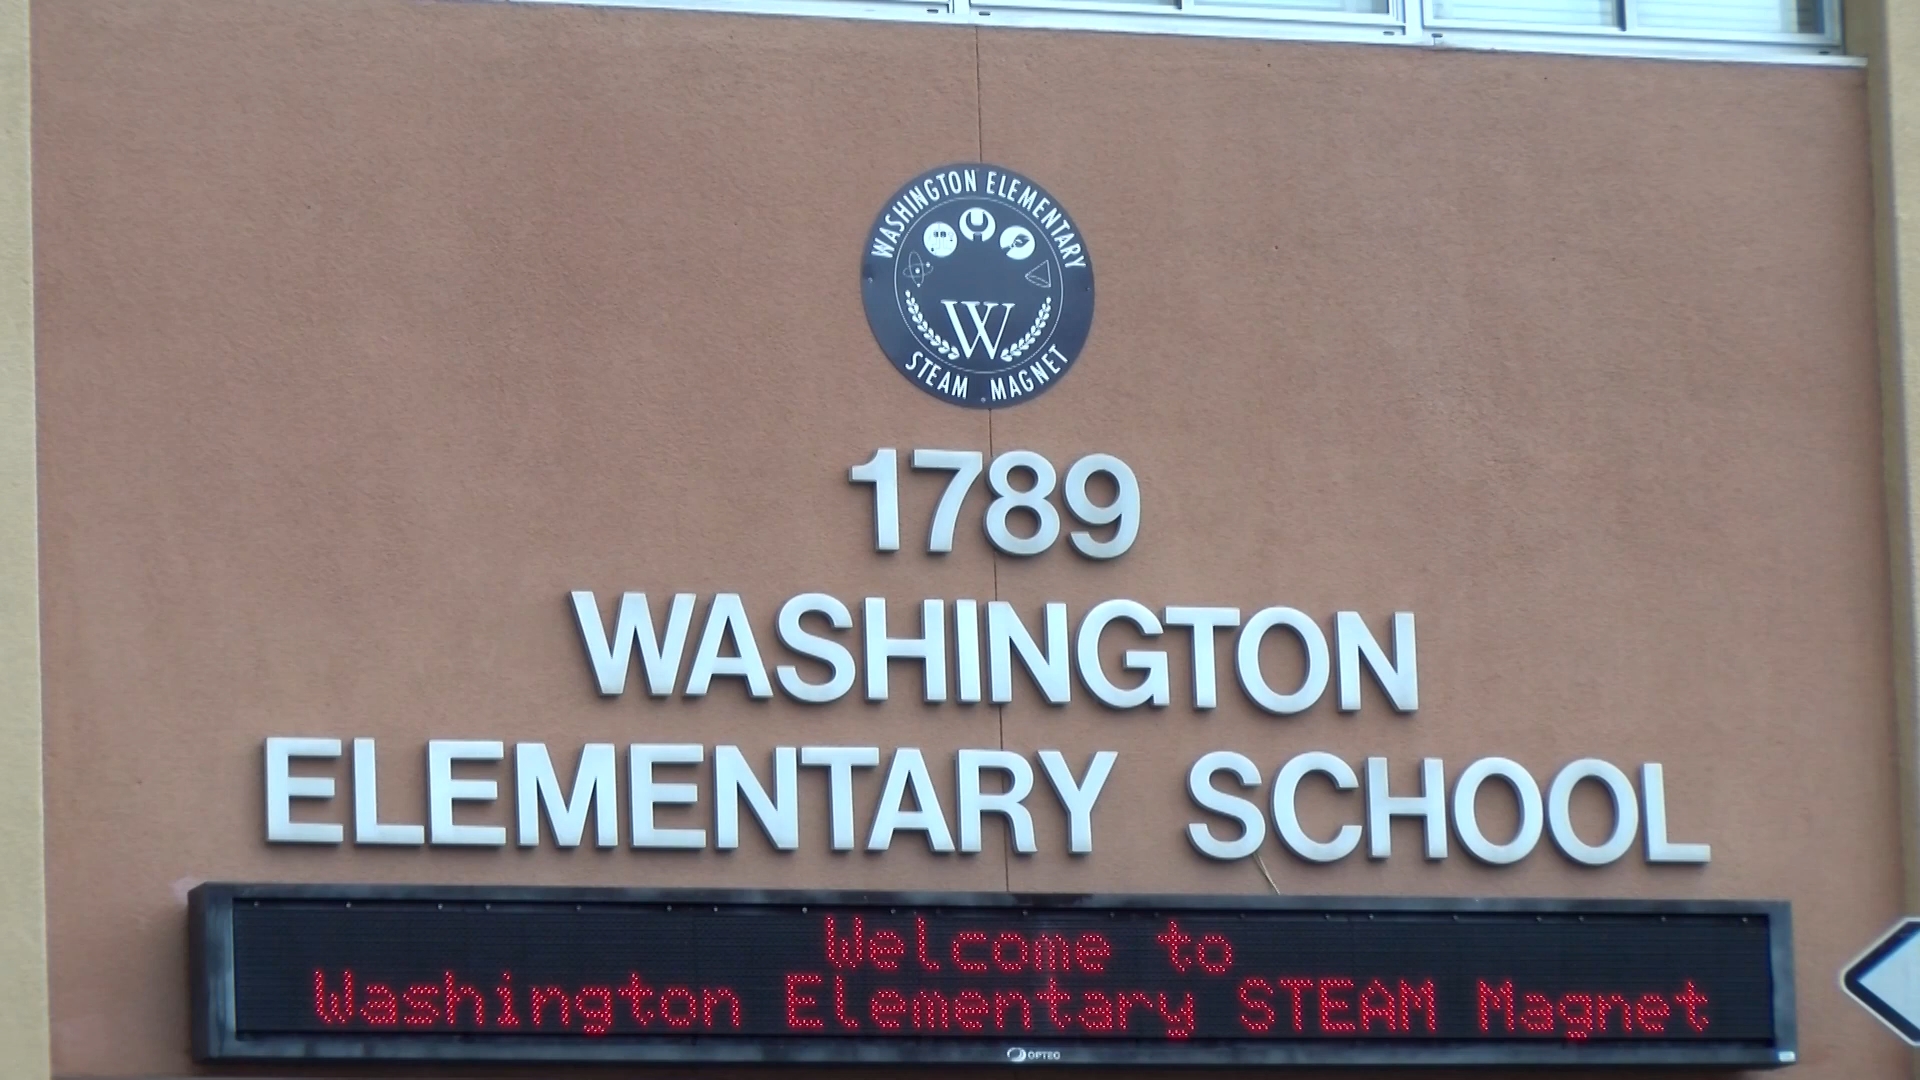 WASHINGTON ELEMENTARY
W
STEAM MAGNET
1789
WASHINGTON
ELEMENTARY SCHOOL
Welcome to
Washington Elementary STEAM Magnet
OPTEC